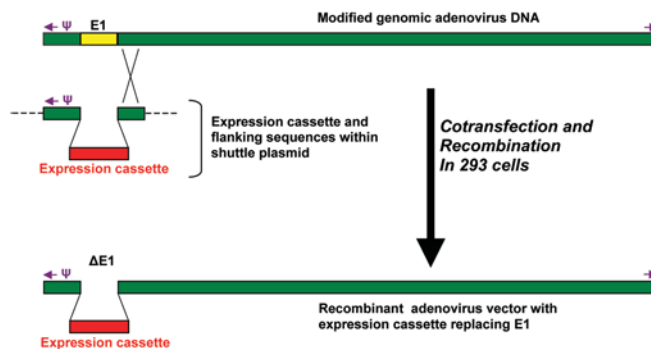 Modified genomic adenovirus DNA
E1
Ψ
Ψ
Expression cassette and
flanking sequences within
shuttle plasmid
Expression cassette
Cotransfection and
Recombination
In 293 cells
ΔE1
Ψ
Recombinant adenovirus vector with
expression cassette replacing E1
Expression cassette